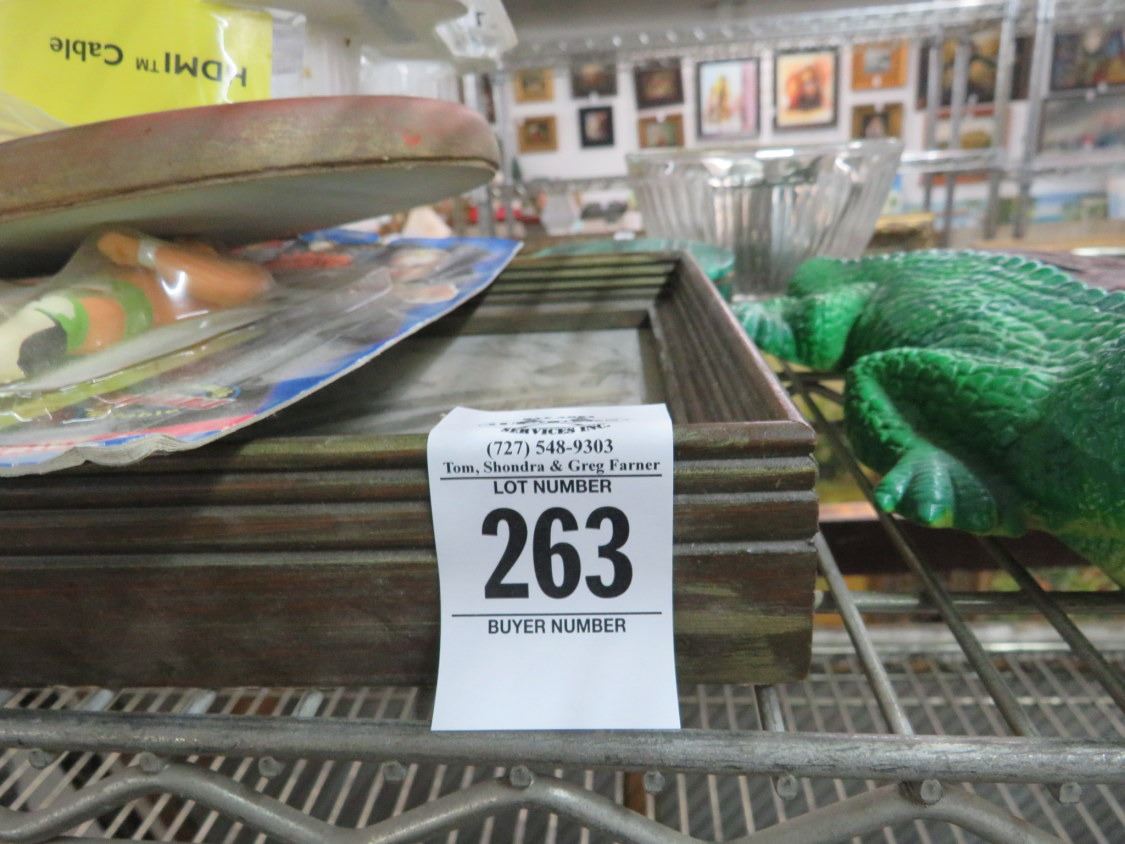 HDMI™ Cable
SERVICES INC.
(727) 548-9303
Tom, Shondra & Greg Farner
LOT NUMBER
263
BUYER NUMBER